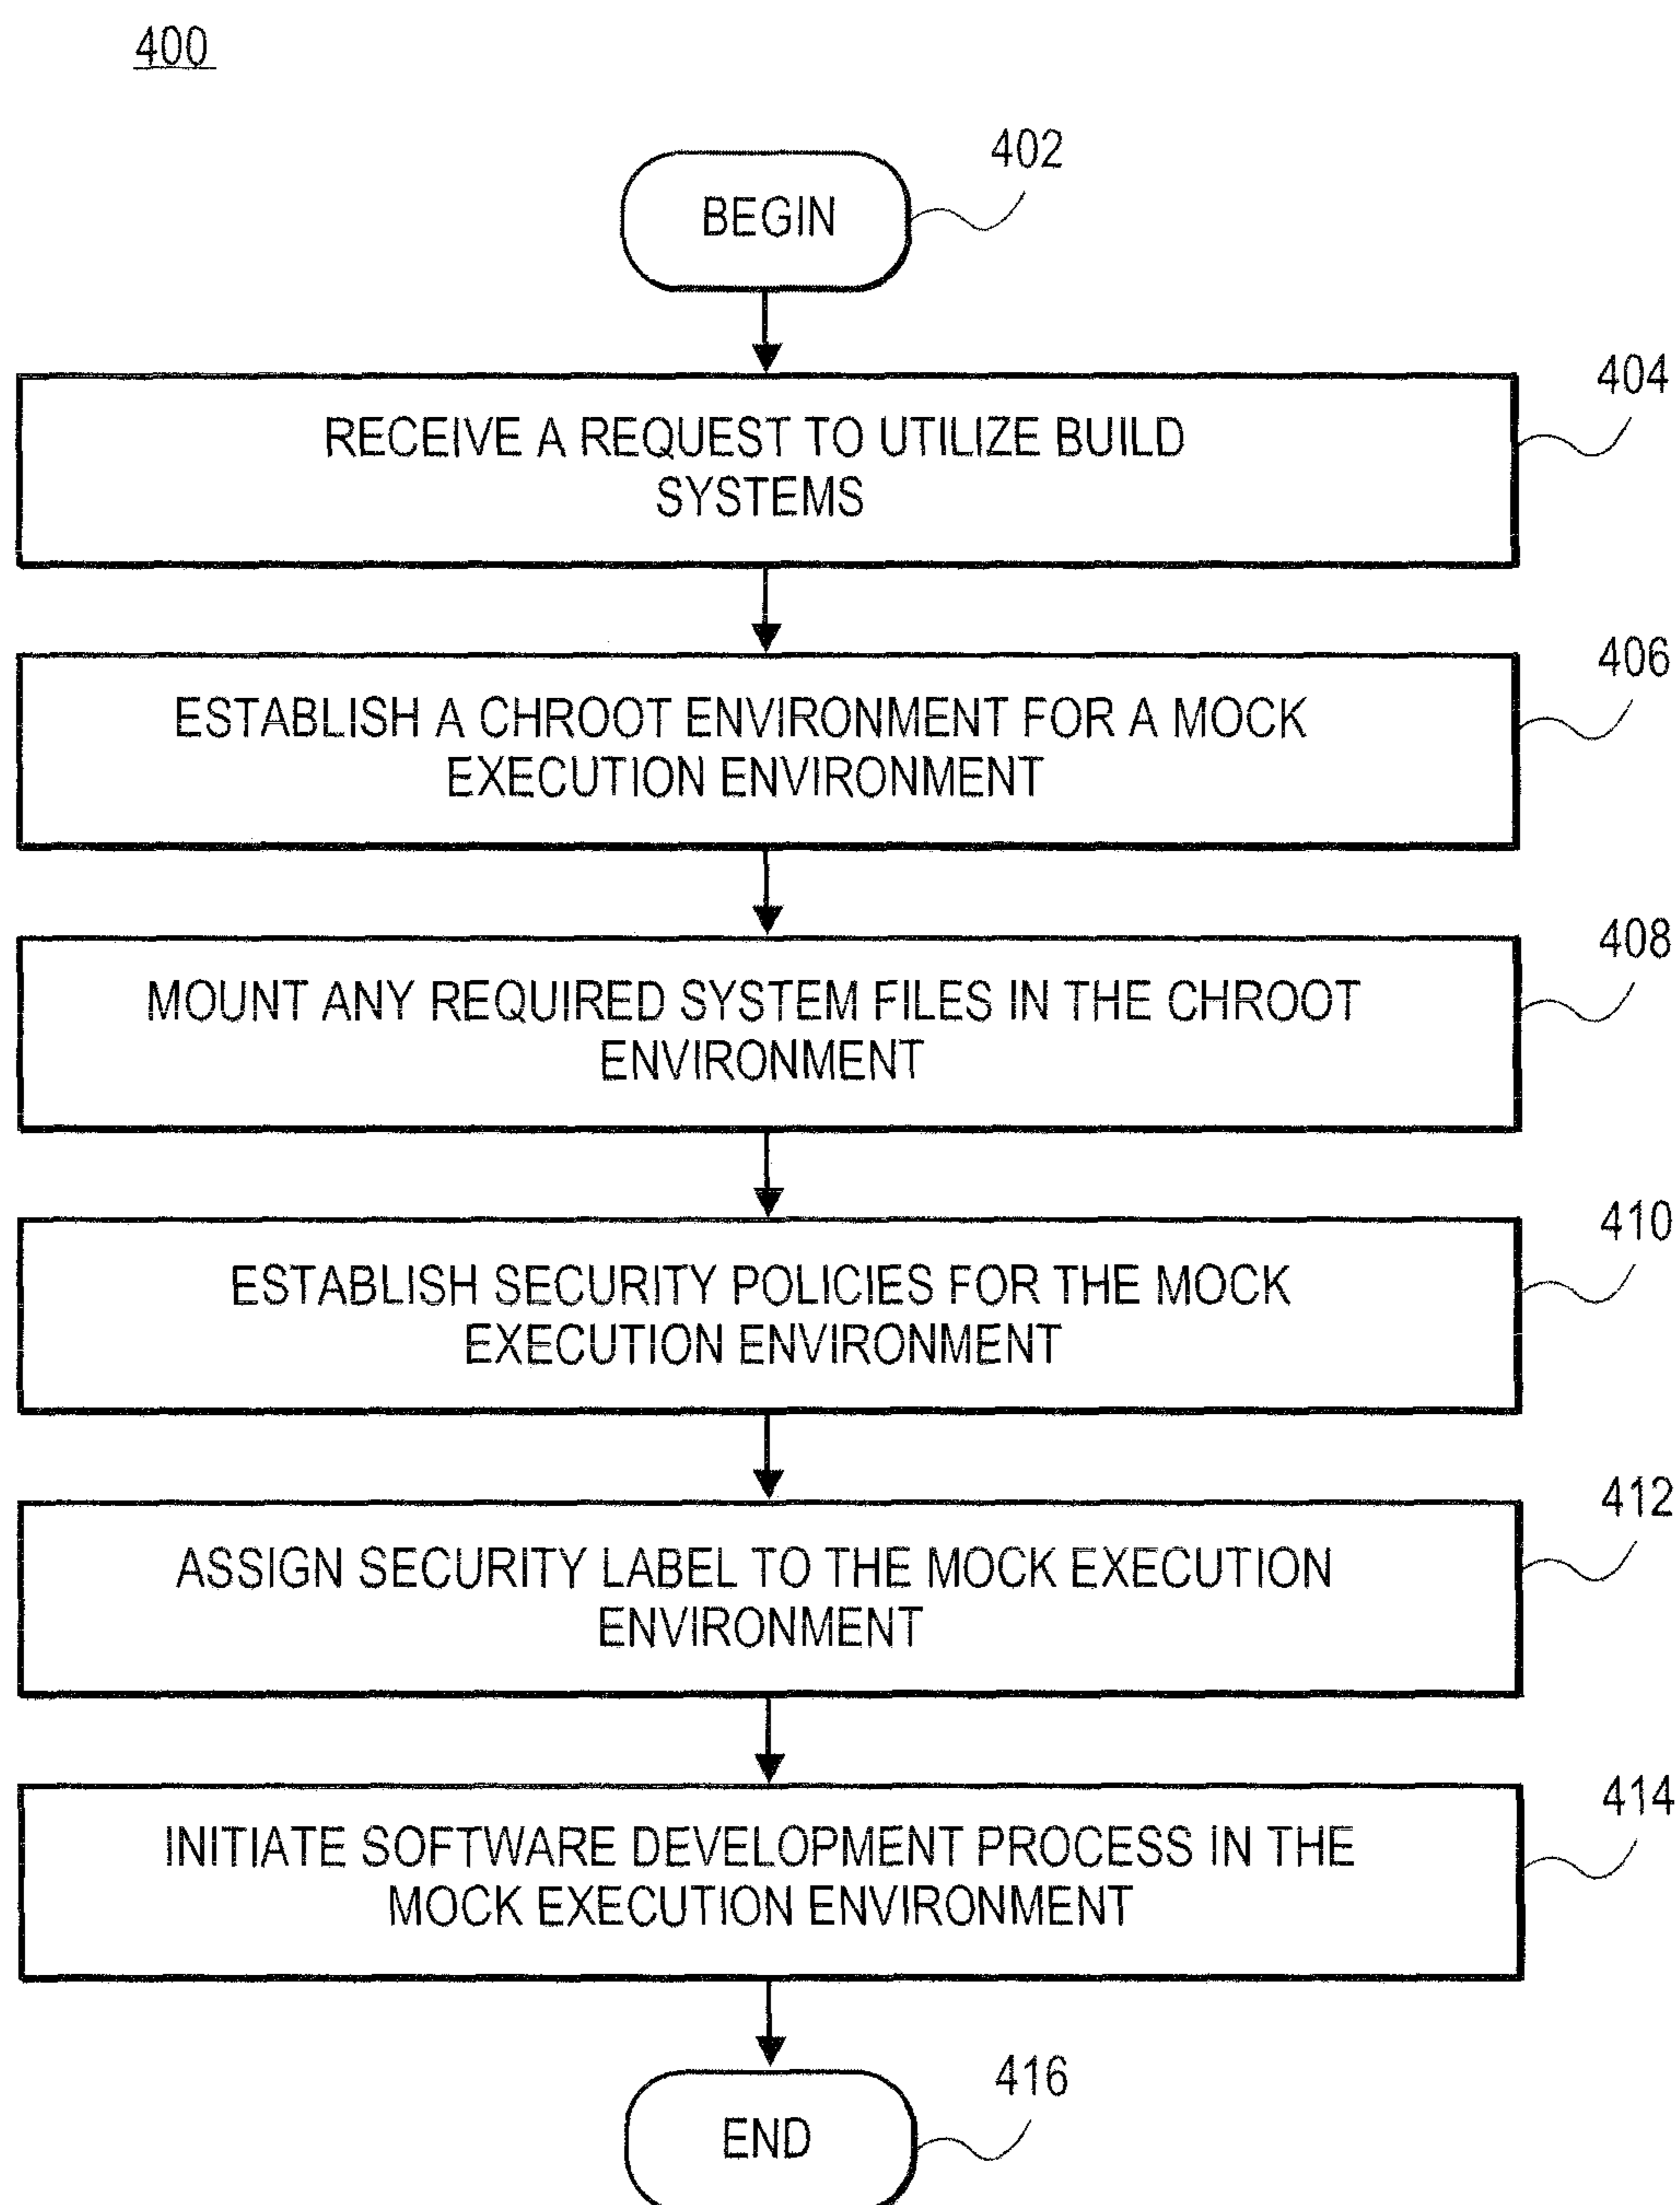 400
402
BEGIN
404
RECEIVE A REQUEST TO UTILIZE BUILD
SYSTEMS
406
ESTABLISH A CHROOT ENVIRONMENT FOR A MOCK
EXECUTION ENVIRONMENT
408
MOUNT ANY REQUIRED SYSTEM FILES IN THE CHROOT
ENVIRONMENT
410
ESTABLISH SECURITY POLICIES FOR THE MOCK
EXECUTION ENVIRONMENT
412
ASSIGN SECURITY LABEL TO THE MOCK EXECUTION
ENVIRONMENT
414
INITIATE SOFTWARE DEVELOPMENT PROCESS IN THE
MOCK EXECUTION ENVIRONMENT
416
END